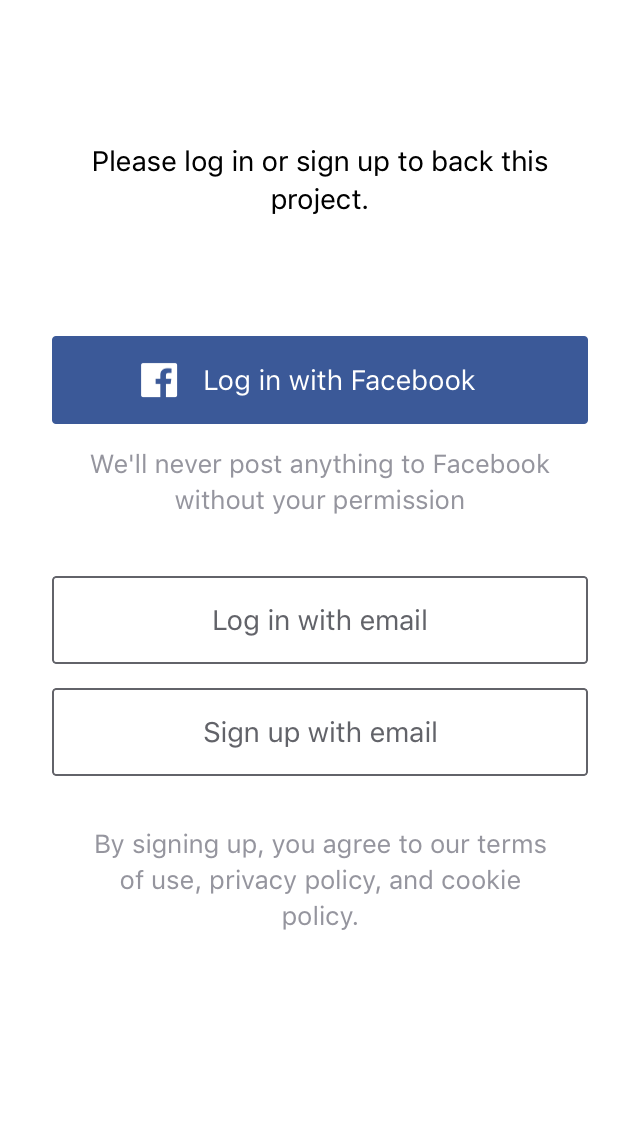 Please log in or sign up to back this
project.
Log in with Facebook
We'll never post anything to Facebook
without your permission
Log in with email
Sign up with email
By signing up, you agree to our terms
of use, privacy policy, and cookie
policy.